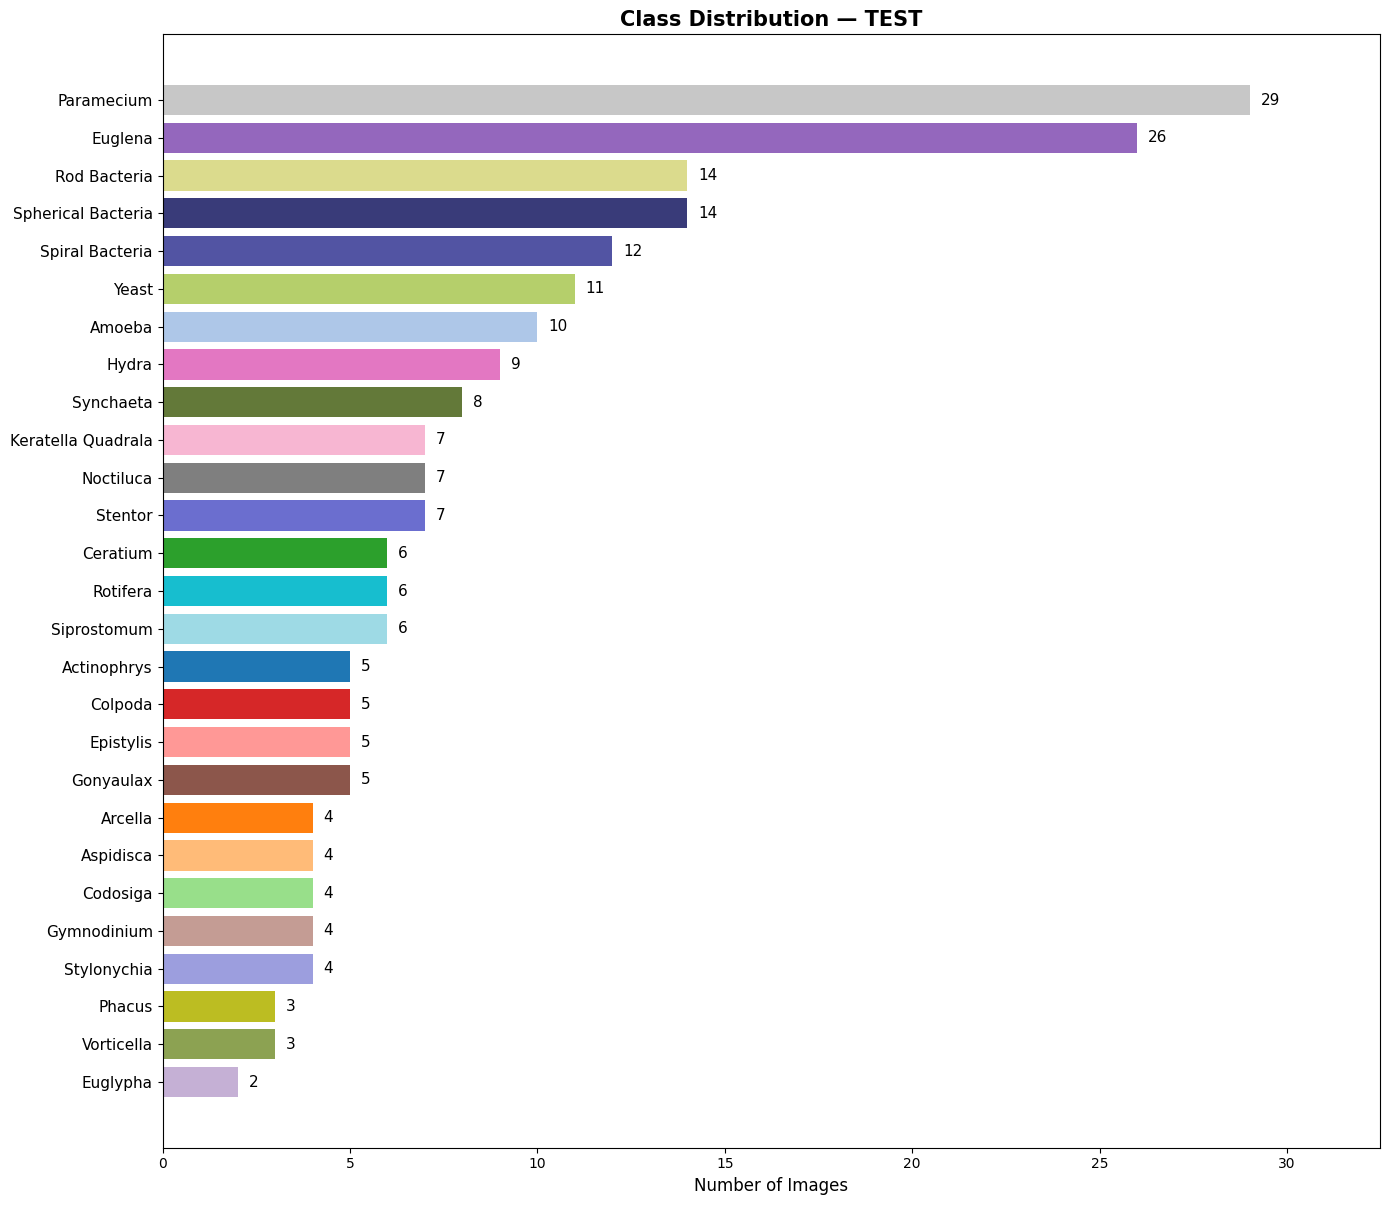 Class Distribution — TEST
Paramecium 29
Euglena 26
Rod Bacteria 14
Spherical Bacteria 14
Spiral Bacteria 12
Yeast 11
Amoeba 10
Hydra 9
Synchaeta 8
Keratella Quadrala 7
Noctiluca 7
Stentor 7
Ceratium 6
Rotifera 6
Siprostomum 6
Actinophrys 5
Colpoda 5
Epistylis 5
Gonyaulax 5
Arcella 4
Aspidisca 4
Codosiga 4
Gymnodinium 4
Stylonychia 4
Phacus 3
Vorticella 3
Euglypha 2
0 5 10 15 20 25 30
Number of Images